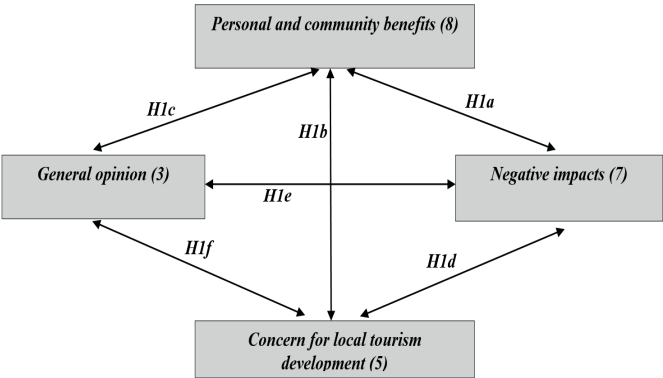 Personal and community benefits (8)
H1c
H1a
H1b
General opinion (3)
Negative impacts (7)
H1e
H1f
H1d
Concern for local tourism
development (5)